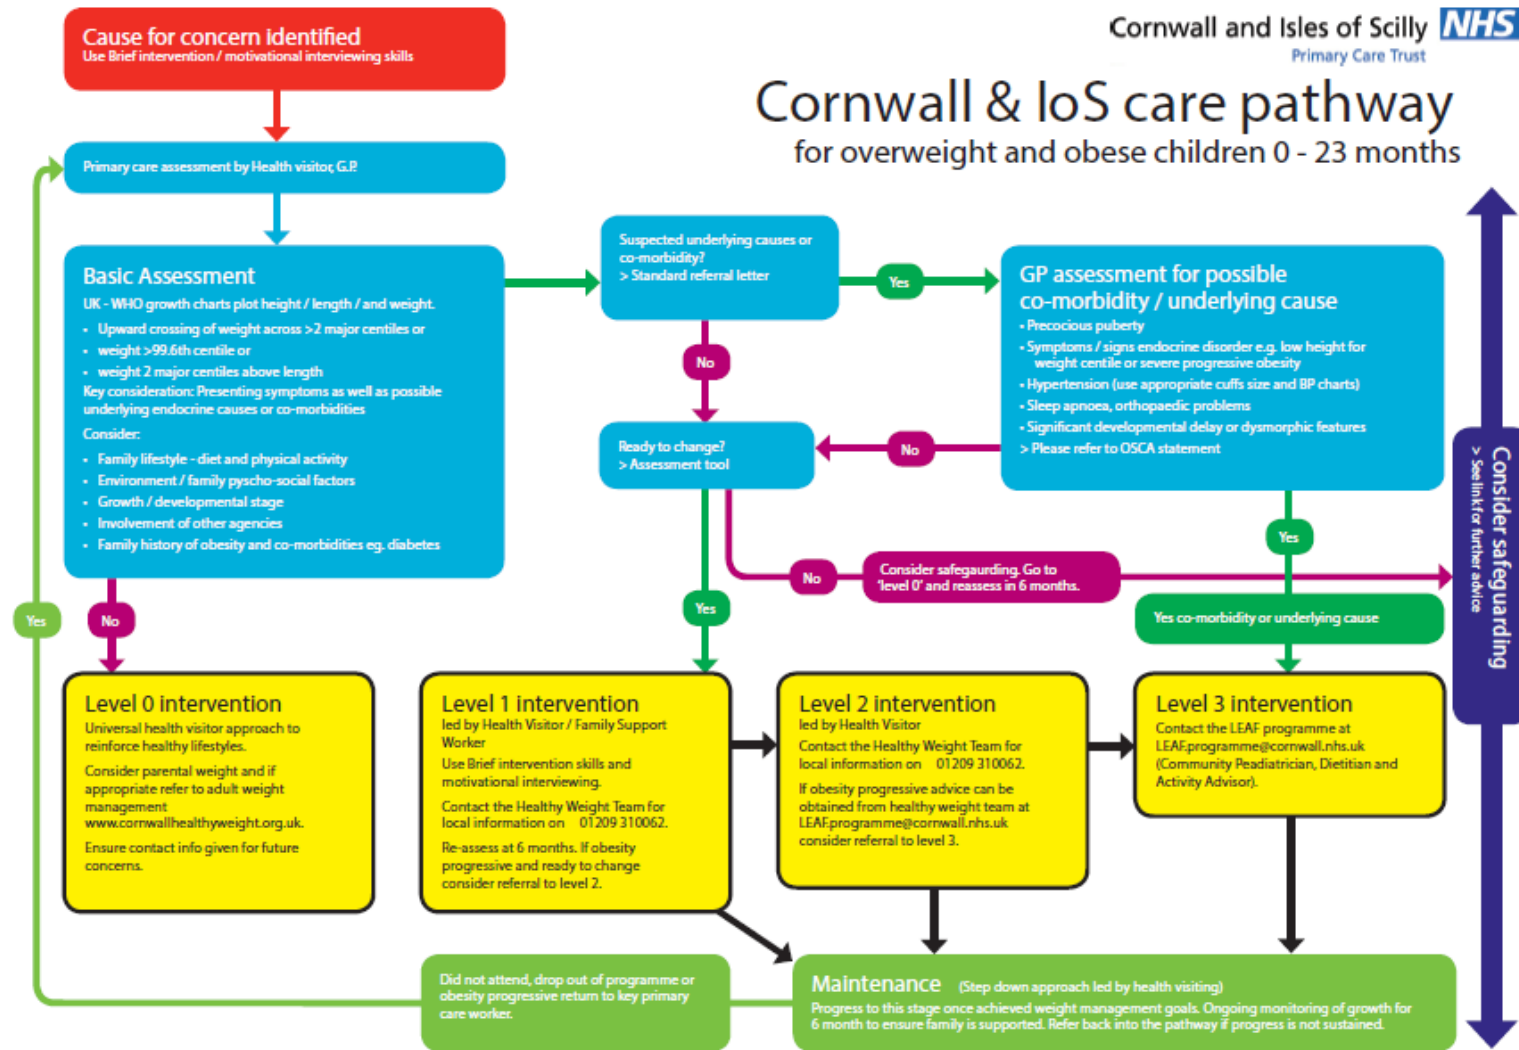 Cornwall and Isles of Scilly NHS
Primary Care Trust
Cornwall & IoS care pathway
for overweight and obese children 0 - 23 months
Cause for concern identified
Use Brief intervention / motivational interviewing skills
Primary care assessment by Health visitor, G.P.
Basic Assessment
UK - WHO growth charts plot height / length / and weight.
• Upward crossing of weight across >2 major centiles or
• weight >99.6th centile or
• weight 2 major centiles above length
Key consideration: Presenting symptoms as well as possible
underlying endocrine causes or co-morbidities
Consider:
• Family lifestyle - diet and physical activity
• Environment / family pyscho-social factors
• Growth / developmental stage
• Involvement of other agencies
• Family history of obesity and co-morbidities eg. diabetes
Suspected underlying causes or
co-morbidity?
> Standard referral letter
Yes
No
GP assessment for possible
co-morbidity / underlying cause
• Precocious puberty
• Symptoms / signs endocrine disorder e.g. low height for
weight centile or severe progressive obesity
• Hypertension (use appropriate cuffs size and BP charts)
• Sleep apnoea, orthopaedic problems
• Significant developmental delay or dysmorphic features
> Please refer to OSCA statement
Ready to change?
> Assessment tool
No
Yes
No
Consider safegaurding. Go to
'level 0' and reassess in 6 months.
Yes
Yes co-morbidity or underlying cause
Consider safeguarding
> See link for further advice
Yes
No
Level 0 intervention
Universal health visitor approach to
reinforce healthy lifestyles.
Consider parental weight and if
appropriate refer to adult weight
management
www.cornwallhealthyweight.org.uk.
Ensure contact info given for future
concerns.
Level 1 intervention
led by Health Visitor / Family Support
Worker
Use Brief intervention skills and
motivational interviewing.
Contact the Healthy Weight Team for
local information on 01209 310062.
Re-assess at 6 months. If obesity
progressive and ready to change
consider referral to level 2.
Level 2 intervention
led by Health Visitor
Contact the Healthy Weight Team for
local information on 01209 310062.
If obesity progressive advice can be
obtained from healthy weight team at
LEAF.programme@cornwall.nhs.uk
consider referral to level 3.
Level 3 intervention
Contact the LEAF programme at
LEAF.programme@cornwall.nhs.uk
(Community Peadiatrician, Dietitian and
Activity Advisor).
Did not attend, drop out of programme or
obesity progressive return to key primary
care worker.
Maintenance (Step down approach led by health visiting)
Progress to this stage once achieved weight management goals. Ongoing monitoring of growth for
6 month to ensure family is supported. Refer back into the pathway if progress is not sustained.